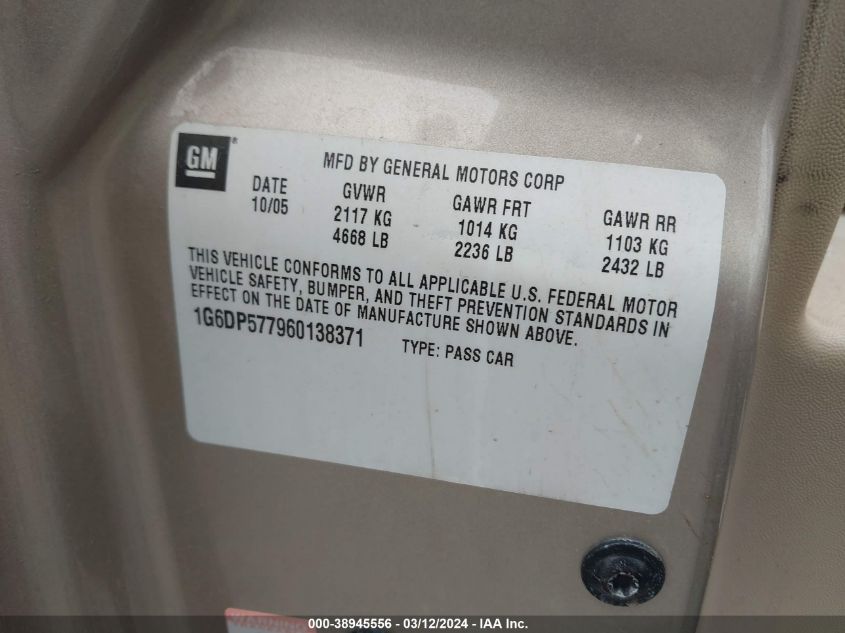 GM®
MFD BY GENERAL MOTORS CORP
DATE GVWR GAWR FRT GAWR RR
10/05 2117 KG 1014 KG 1103 KG
4668 LB 2236 LB 2432 LB
THIS VEHICLE CONFORMS TO ALL APPLICABLE U.S. FEDERAL MOTOR
VEHICLE SAFETY, BUMPER, AND THEFT PREVENTION STANDARDS IN
EFFECT ON THE DATE OF MANUFACTURE SHOWN ABOVE.
1G6DP577960138371 TYPE: PASS CAR
000-38945556 - 03/12/2024 - IAA Inc.